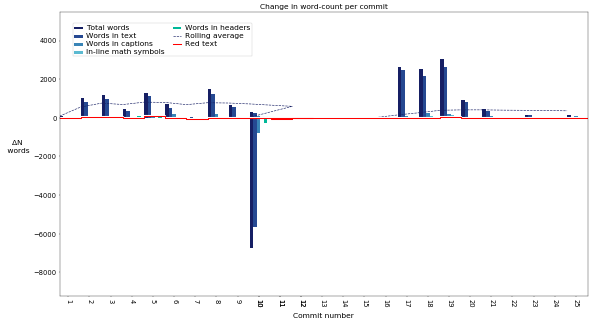 Change in word-count per commit
Total words
Words in text
Words in captions
In-line math symbols
Words in headers
Rolling average
Red text
4000
2000
0
−2000
−4000
−6000
−8000
ΔN
words
1 2 3 4 5 6 7 8 9 10 11 12 13 14 15 16 17 18 19 20 21 22 23 24 25
Commit number